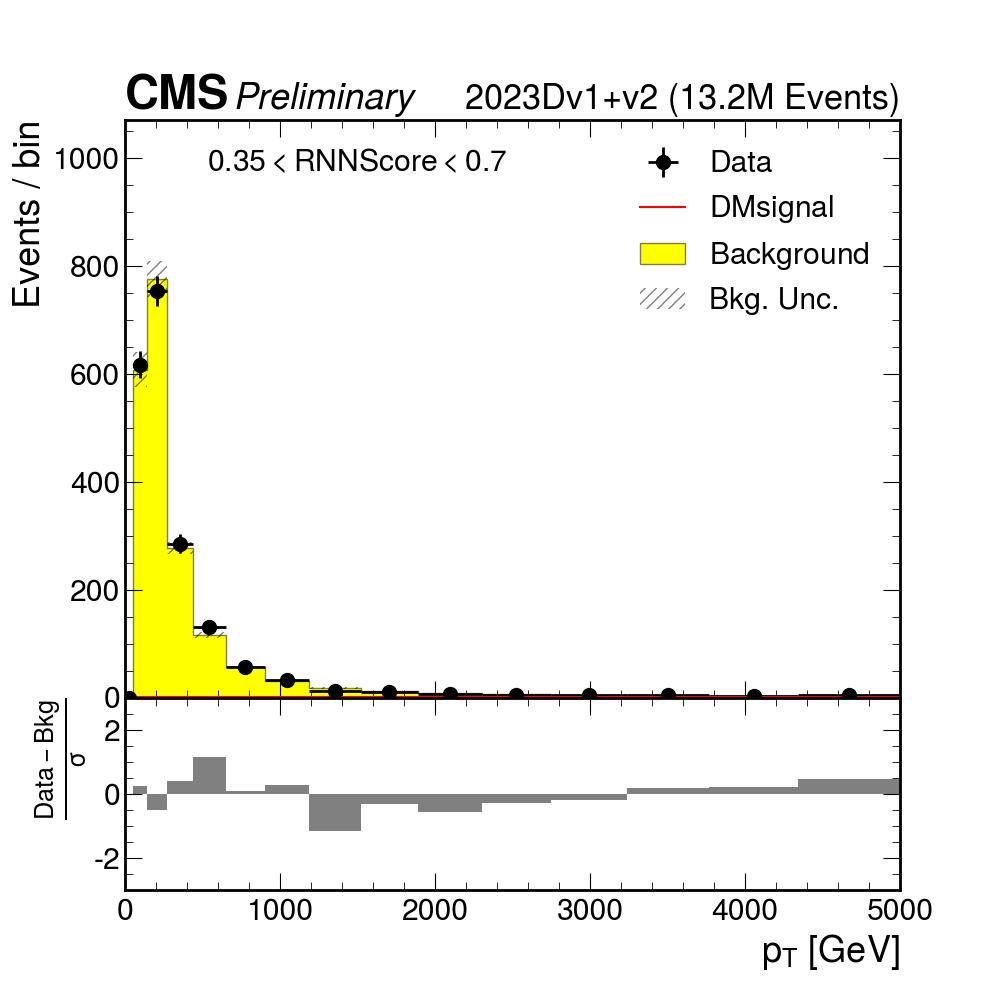 CMS Preliminary 2023Dv1+v2 (13.2M Events)
Events / bin
0.35 < RNNScore < 0.7
Data
DMsignal
Background
Bkg. Unc.
1000
800
600
400
200
0
Data – Bkg
σ
2
0
-2
0 1000 2000 3000 4000 5000
pT [GeV]